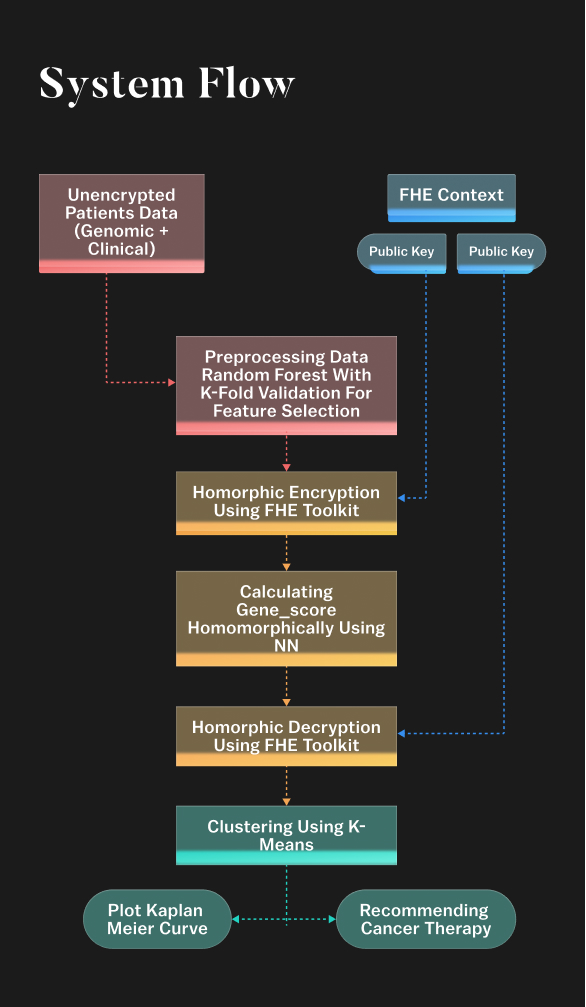 System Flow
Unencrypted
Patients Data
(Genomic +
Clinical)
FHE Context
Public Key
Public Key
Preprocessing Data
Random Forest With
K-Fold Validation For
Feature Selection
Homorphic Encryption
Using FHE Toolkit
Calculating
Gene_score
Homomorphically Using
NN
Homorphic Decryption
Using FHE Toolkit
Clustering Using K-
Means
Plot Kaplan
Meier Curve
Recommending
Cancer Therapy